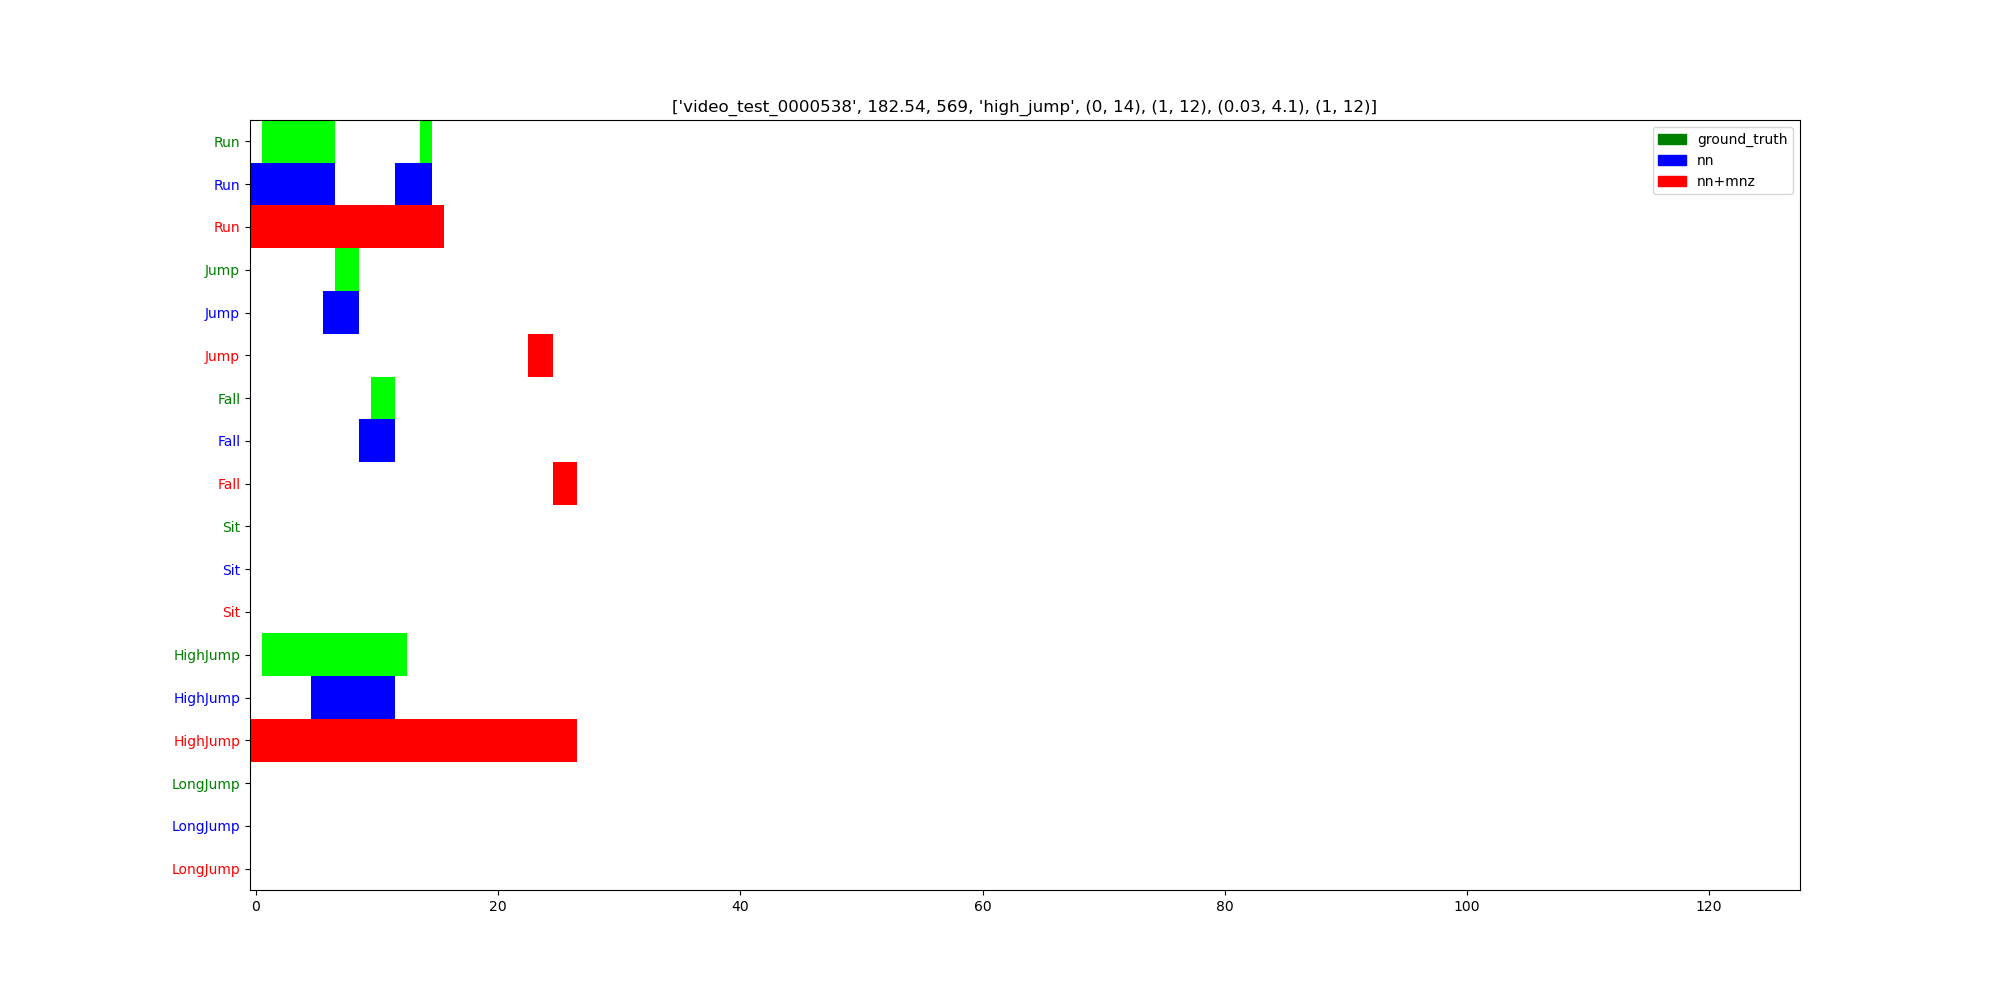 ['video_test_0000538', 182.54, 569, 'high_jump', (0, 14), (1, 12), (0.03, 4.1), (1, 12)]
ground_truth
nn
nn+mnz
Run
Run
Run
Jump
Jump
Jump
Fall
Fall
Fall
Sit
Sit
Sit
HighJump
HighJump
HighJump
LongJump
LongJump
LongJump
0 20 40 60 80 100 120